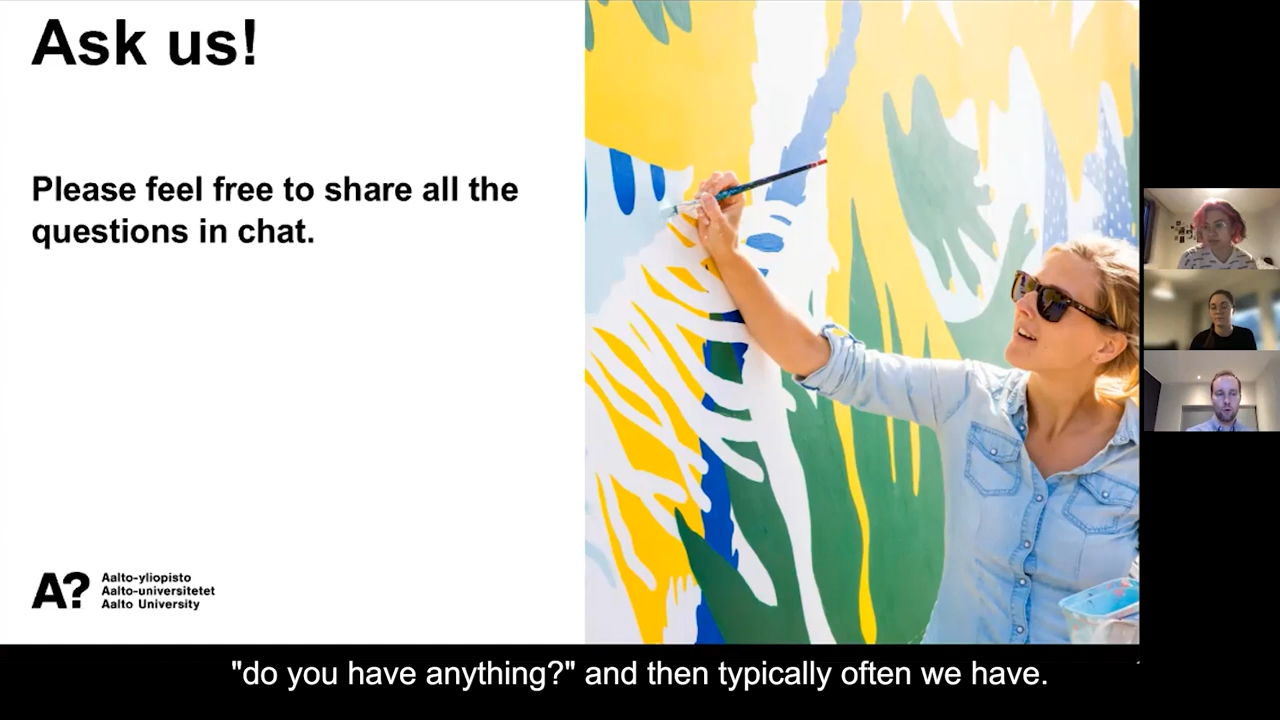 Ask us!
Please feel free to share all the
questions in chat.
A?
Aalto-yliopisto
Aalto-universitetet
Aalto University
"do you have anything?" and then typically often we have.